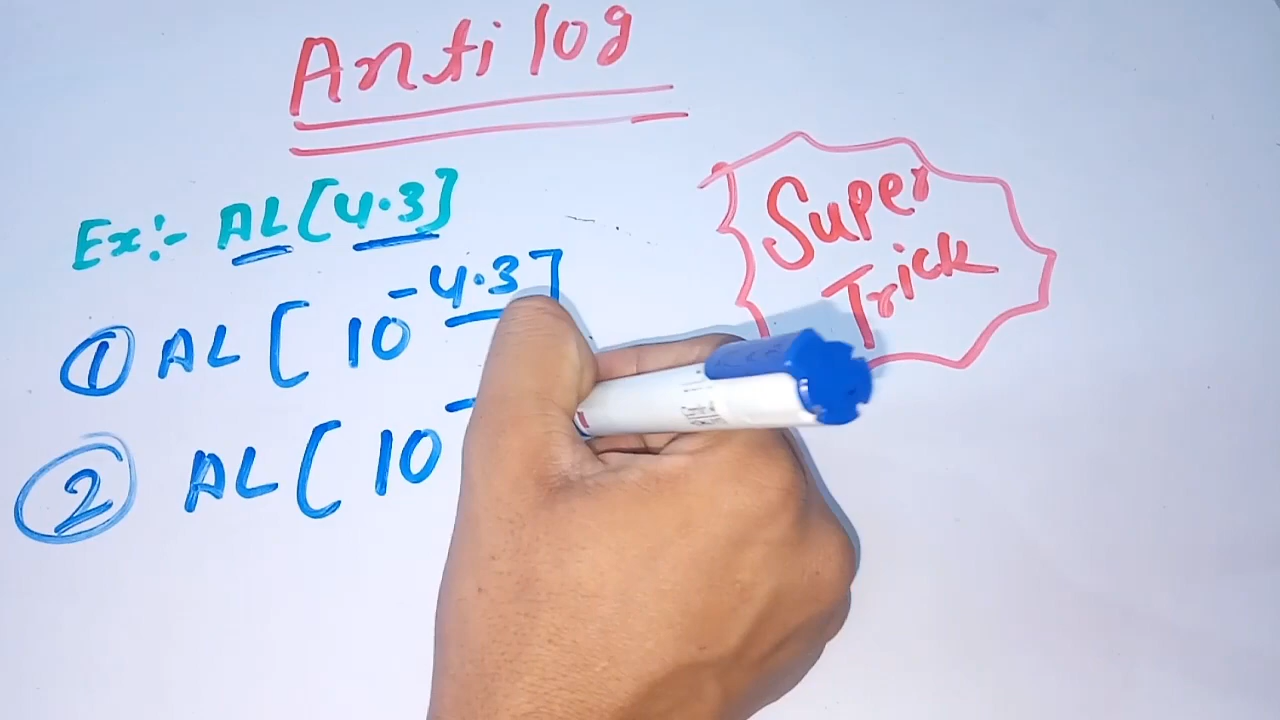 Antilog
Ex:- AL[4.3]
Super
Trick
① AL [ 10^-4.3]
② AL [ 10^-